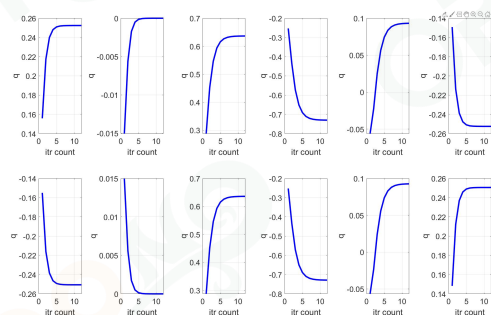 0.26
0.24
0.22
0.2
0.18
0.16
0.14
0 5 10
itr count
q
0
-0.005
-0.01
-0.015
0 5 10
itr count
q
0.7
0.6
0.5
0.4
0.3
0 5 10
itr count
q
-0.2
-0.3
-0.4
-0.5
-0.6
-0.7
-0.8
0 5 10
itr count
q
0.1
0.05
0
-0.05
0 5 10
itr count
q
-0.14
-0.16
-0.18
-0.2
-0.22
-0.24
-0.26
0 5 10
itr count
q
-0.14
-0.16
-0.18
-0.2
-0.22
-0.24
-0.26
0 5 10
itr count
q
0.015
0.01
0.005
0
0 5 10
itr count
q
0.7
0.6
0.5
0.4
0.3
0 5 10
itr count
q
-0.2
-0.3
-0.4
-0.5
-0.6
-0.7
-0.8
0 5 10
itr count
q
0.1
0.05
0
-0.05
0 5 10
itr count
q
0.26
0.24
0.22
0.2
0.18
0.16
0.14
0 5 10
itr count
q